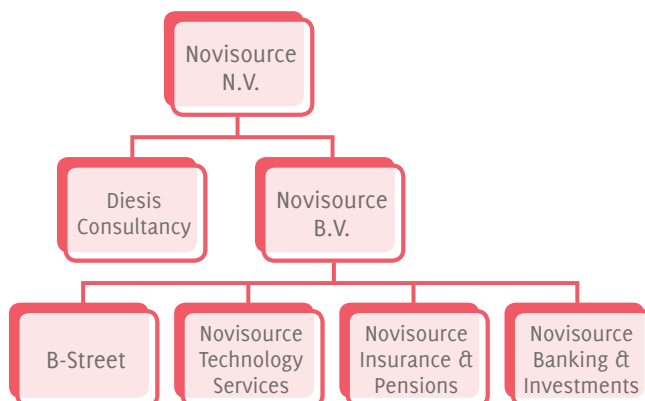 Novisource
N.V.
Diesis
Consultancy
Novisource
B.V.
B-Street
Novisource
Technology
Services
Novisource
Insurance &
Pensions
Novisource
Banking &
Investments